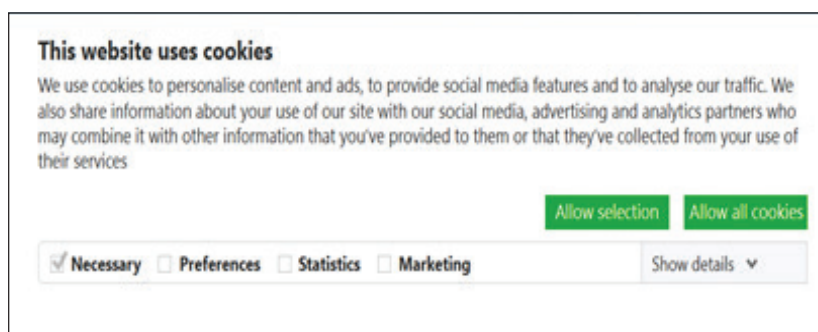 This website uses cookies
We use cookies to personalise content and ads, to provide social media features and to analyse our traffic. We
also share information about your use of our site with our social media, advertising and analytics partners who
may combine it with other information that you've provided to them or that they've collected from your use of
their services
Allow selection Allow all cookies
Necessary Preferences Statistics Marketing Show details